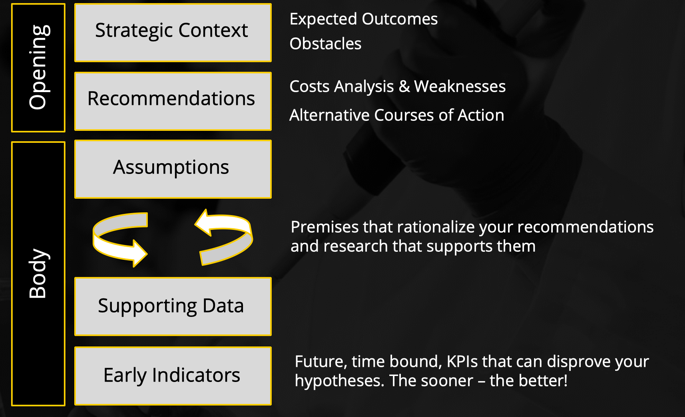 Opening
Strategic Context
Expected Outcomes
Obstacles
Recommendations
Costs Analysis & Weaknesses
Alternative Courses of Action
Body
Assumptions
Premises that rationalize your recommendations
and research that supports them
Supporting Data
Early Indicators
Future, time bound, KPIs that can disprove your
hypotheses. The sooner – the better!